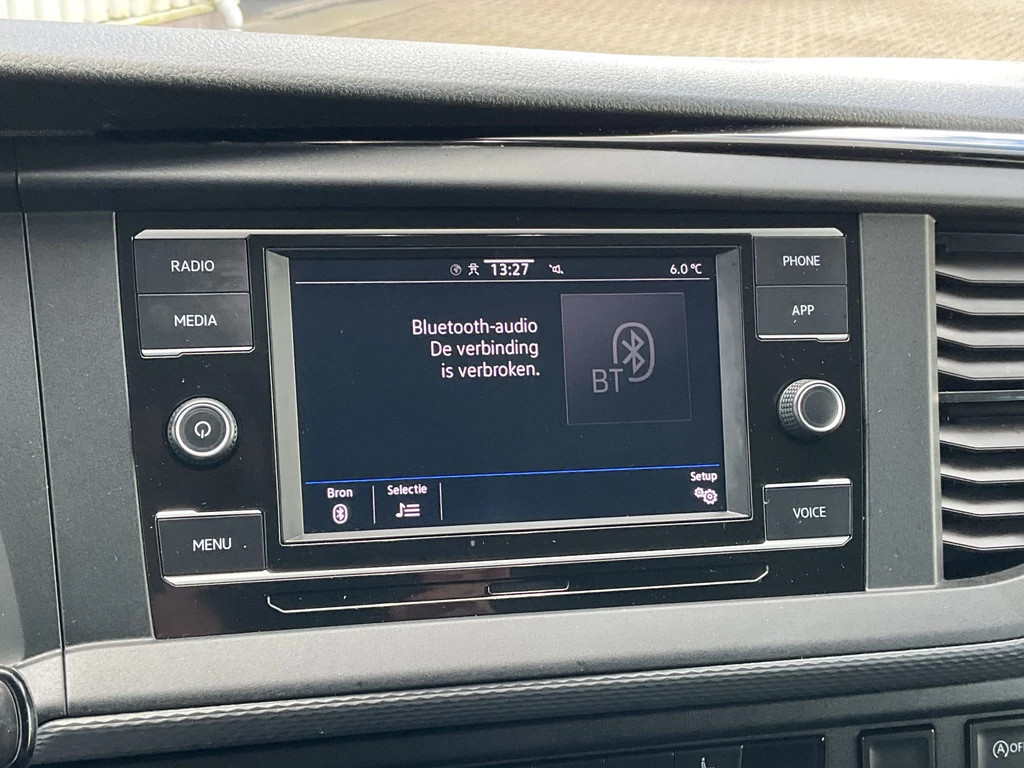 RADIO
MEDIA
MENU
13:27
6.0 °C
Bluetooth-audio
De verbinding
is verbroken.
BT
Bron
Selectie
Setup
PHONE
APP
VOICE